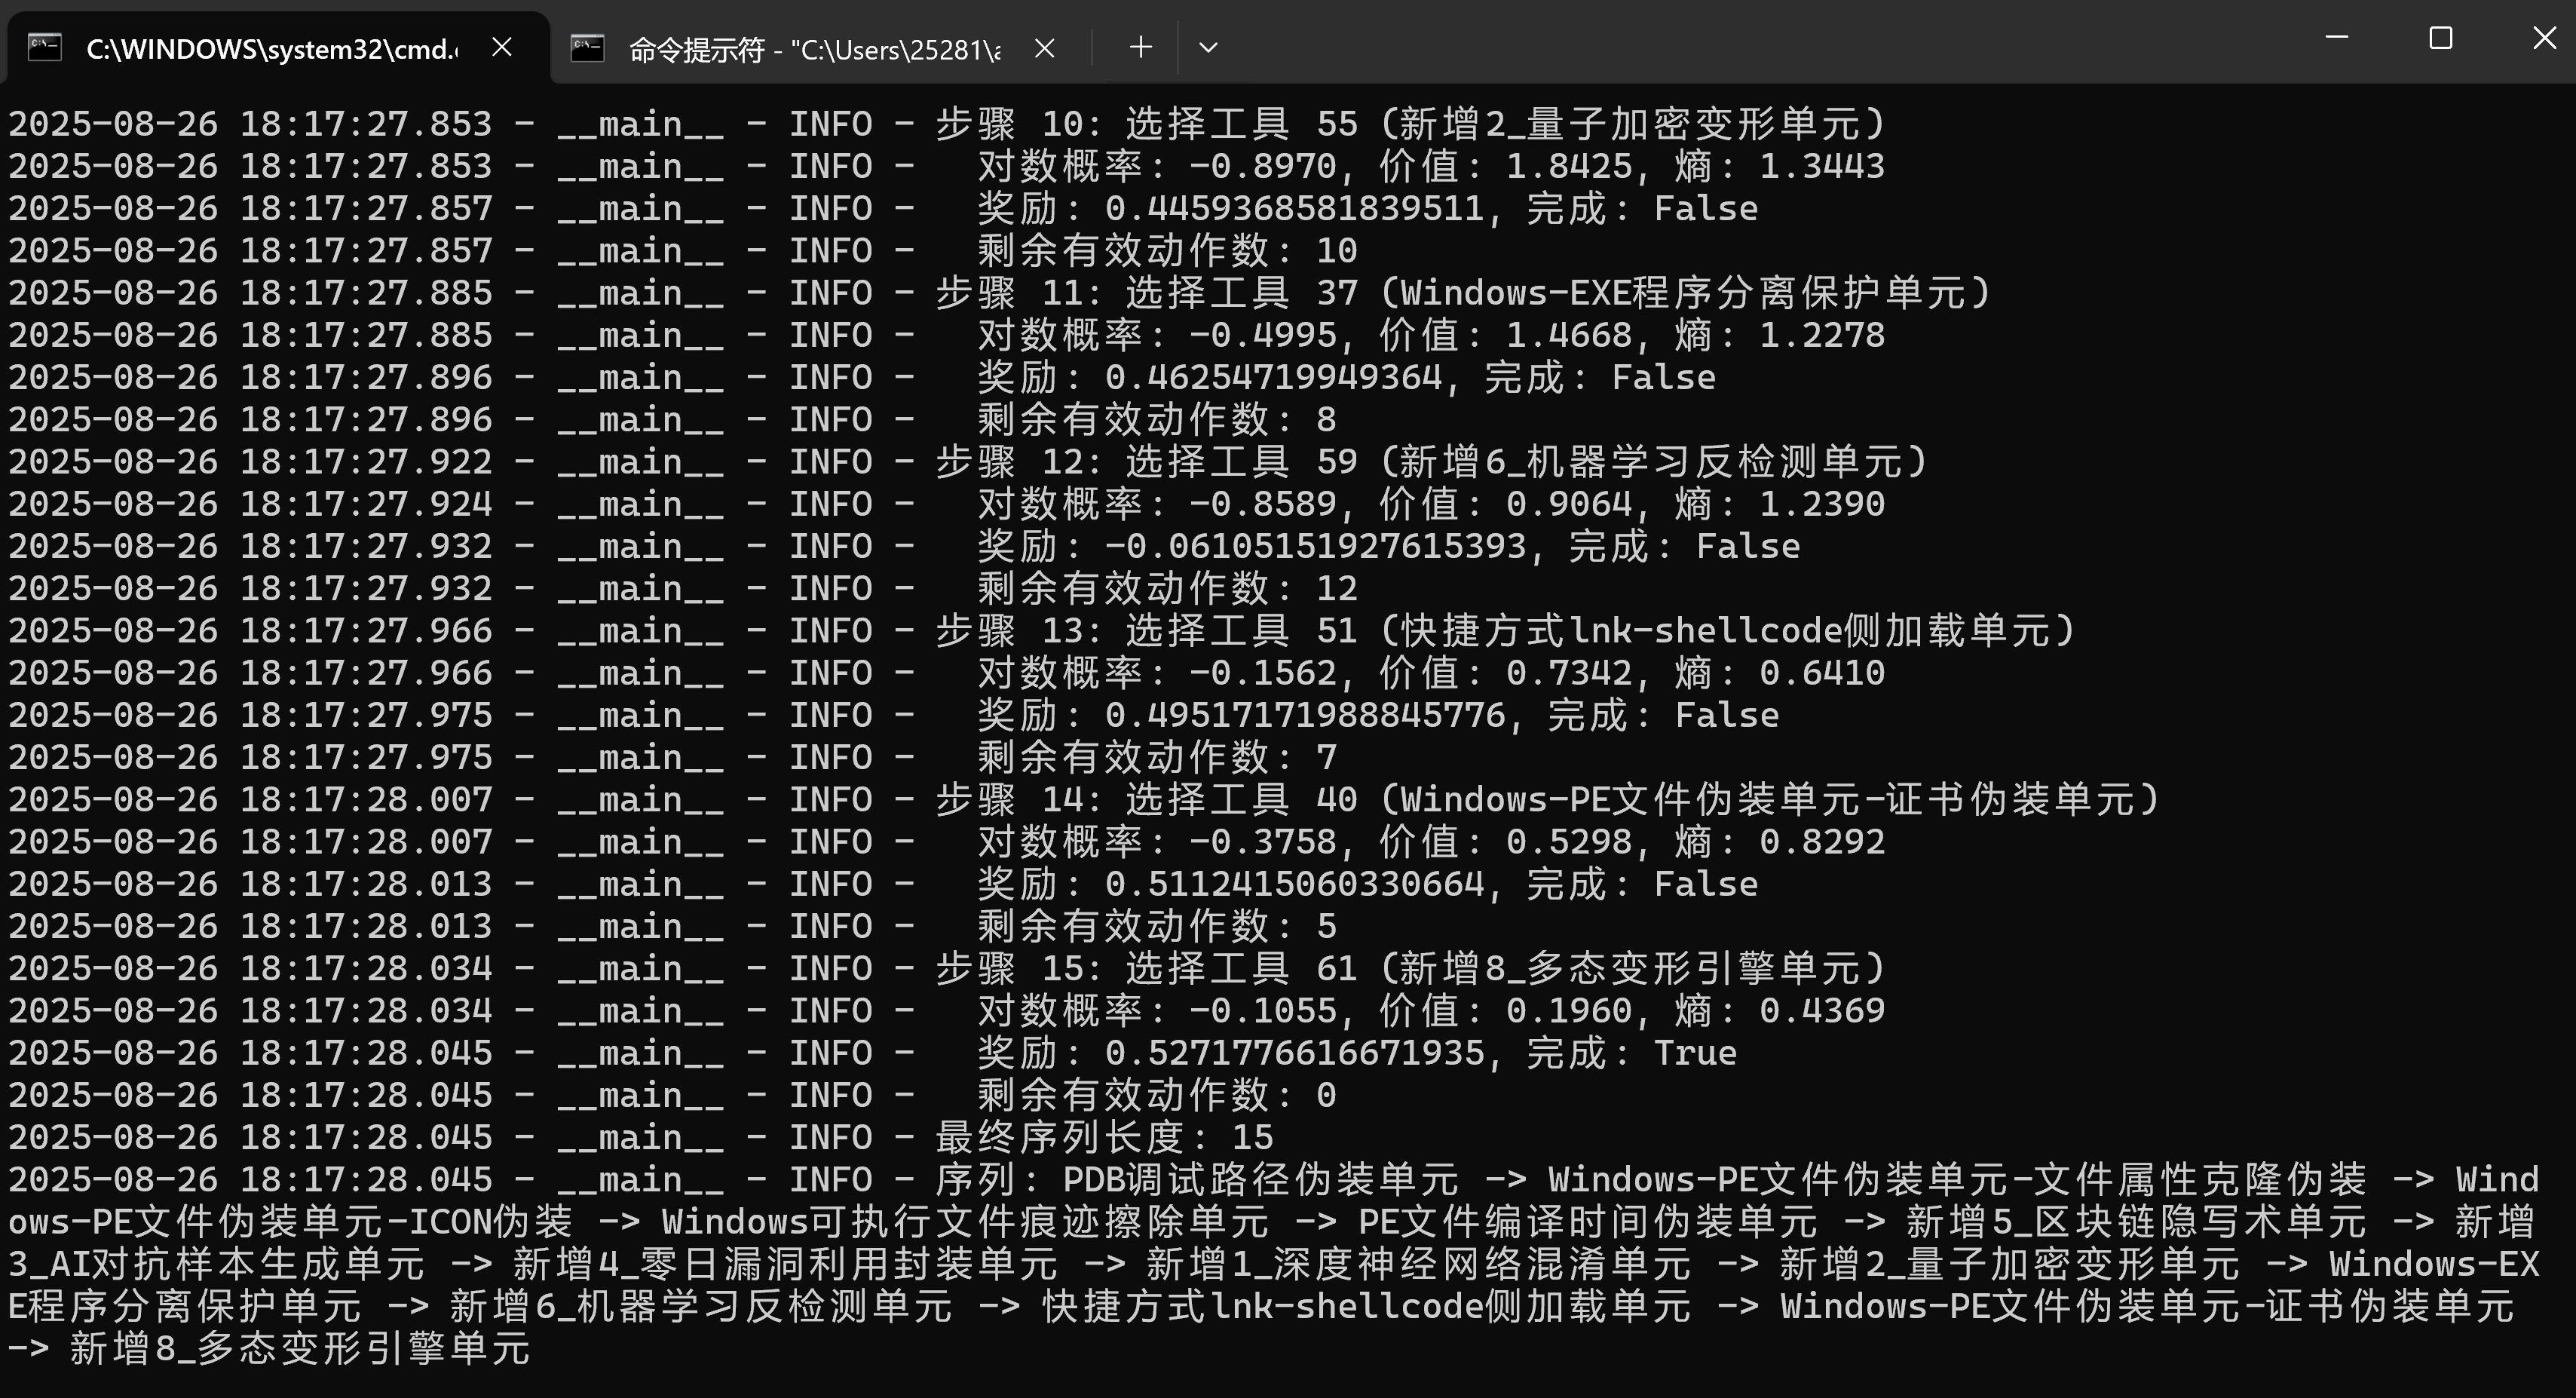 C:\WINDOWS\system32\cmd.
命令提示符 - "C:\Users\25281\a
2025-08-26 18:17:27.853 - __main__ - INFO - 步骤 10: 选择工具 55 (新增2_量子加密变形单元)
2025-08-26 18:17:27.853 - __main__ - INFO -   对数概率: -0.8970, 价值: 1.8425, 熵: 1.3443
2025-08-26 18:17:27.857 - __main__ - INFO -   奖励: 0.4459368581839511, 完成: False
2025-08-26 18:17:27.857 - __main__ - INFO -   剩余有效动作数: 10
2025-08-26 18:17:27.885 - __main__ - INFO - 步骤 11: 选择工具 37 (Windows-EXE程序分离保护单元)
2025-08-26 18:17:27.885 - __main__ - INFO -   对数概率: -0.4995, 价值: 1.4668, 熵: 1.2278
2025-08-26 18:17:27.896 - __main__ - INFO -   奖励: 0.462547199493​64, 完成: False
2025-08-26 18:17:27.896 - __main__ - INFO -   剩余有效动作数: 8
2025-08-26 18:17:27.922 - __main__ - INFO - 步骤 12: 选择工具 59 (新增6_机器学习反检测单元)
2025-08-26 18:17:27.924 - __main__ - INFO -   对数概率: -0.8589, 价值: 0.9064, 熵: 1.2390
2025-08-26 18:17:27.932 - __main__ - INFO -   奖励: -0.06105151927615393, 完成: False
2025-08-26 18:17:27.932 - __main__ - INFO -   剩余有效动作数: 12
2025-08-26 18:17:27.966 - __main__ - INFO - 步骤 13: 选择工具 51 (快捷方式lnk-shellcode侧加载单元)
2025-08-26 18:17:27.966 - __main__ - INFO -   对数概率: -0.1562, 价值: 0.7342, 熵: 0.6410
2025-08-26 18:17:27.975 - __main__ - INFO -   奖励: 0.49517171988845776, 完成: False
2025-08-26 18:17:27.975 - __main__ - INFO -   剩余有效动作数: 7
2025-08-26 18:17:28.007 - __main__ - INFO - 步骤 14: 选择工具 40 (Windows-PE文件伪装单元-证书伪装单元)
2025-08-26 18:17:28.007 - __main__ - INFO -   对数概率: -0.3758, 价值: 0.5298, 熵: 0.8292
2025-08-26 18:17:28.013 - __main__ - INFO -   奖励: 0.5112415060330664, 完成: False
2025-08-26 18:17:28.013 - __main__ - INFO -   剩余有效动作数: 5
2025-08-26 18:17:28.034 - __main__ - INFO - 步骤 15: 选择工具 61 (新增8_多态变形引擎单元)
2025-08-26 18:17:28.034 - __main__ - INFO -   对数概率: -0.1055, 价值: 0.1960, 熵: 0.4369
2025-08-26 18:17:28.045 - __main__ - INFO -   奖励: 0.5271776616671935, 完成: True
2025-08-26 18:17:28.045 - __main__ - INFO -   剩余有效动作数: 0
2025-08-26 18:17:28.045 - __main__ - INFO - 最终序列长度: 15
2025-08-26 18:17:28.045 - __main__ - INFO - 序列: PDB调试路径伪装单元 -> Windows-PE文件伪装单元-文件属性克隆伪装 -> Wind
ows-PE文件伪装单元-ICON伪装 -> Windows可执行文件痕迹擦除单元 -> PE文件编译时间伪装单元 -> 新增5_区块链隐写术单元 -> 新增
3_AI对抗样本生成单元 -> 新增4_零日漏洞利用封装单元 -> 新增1_深度神经网络混淆单元 -> 新增2_量子加密变形单元 -> Windows-EX
E程序分离保护单元 -> 新增6_机器学习反检测单元 -> 快捷方式lnk-shellcode侧加载单元 -> Windows-PE文件伪装单元-证书伪装单元
-> 新增8_多态变形引擎单元